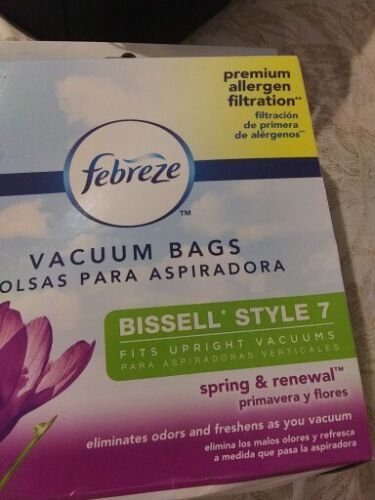 premium
allergen
filtration**
filtración
de primera
de alérgenos**
febreze™
VACUUM BAGS
OLSAS PARA ASPIRADORA
BISSELL* STYLE 7
FITS UPRIGHT VACUUMS
PARA ASPIRADORAS VERTICALES
spring & renewal™
primavera y flores
eliminates odors and freshens as you vacuum
elimina los malos olores y refresca
a medida que pasa la aspiradora